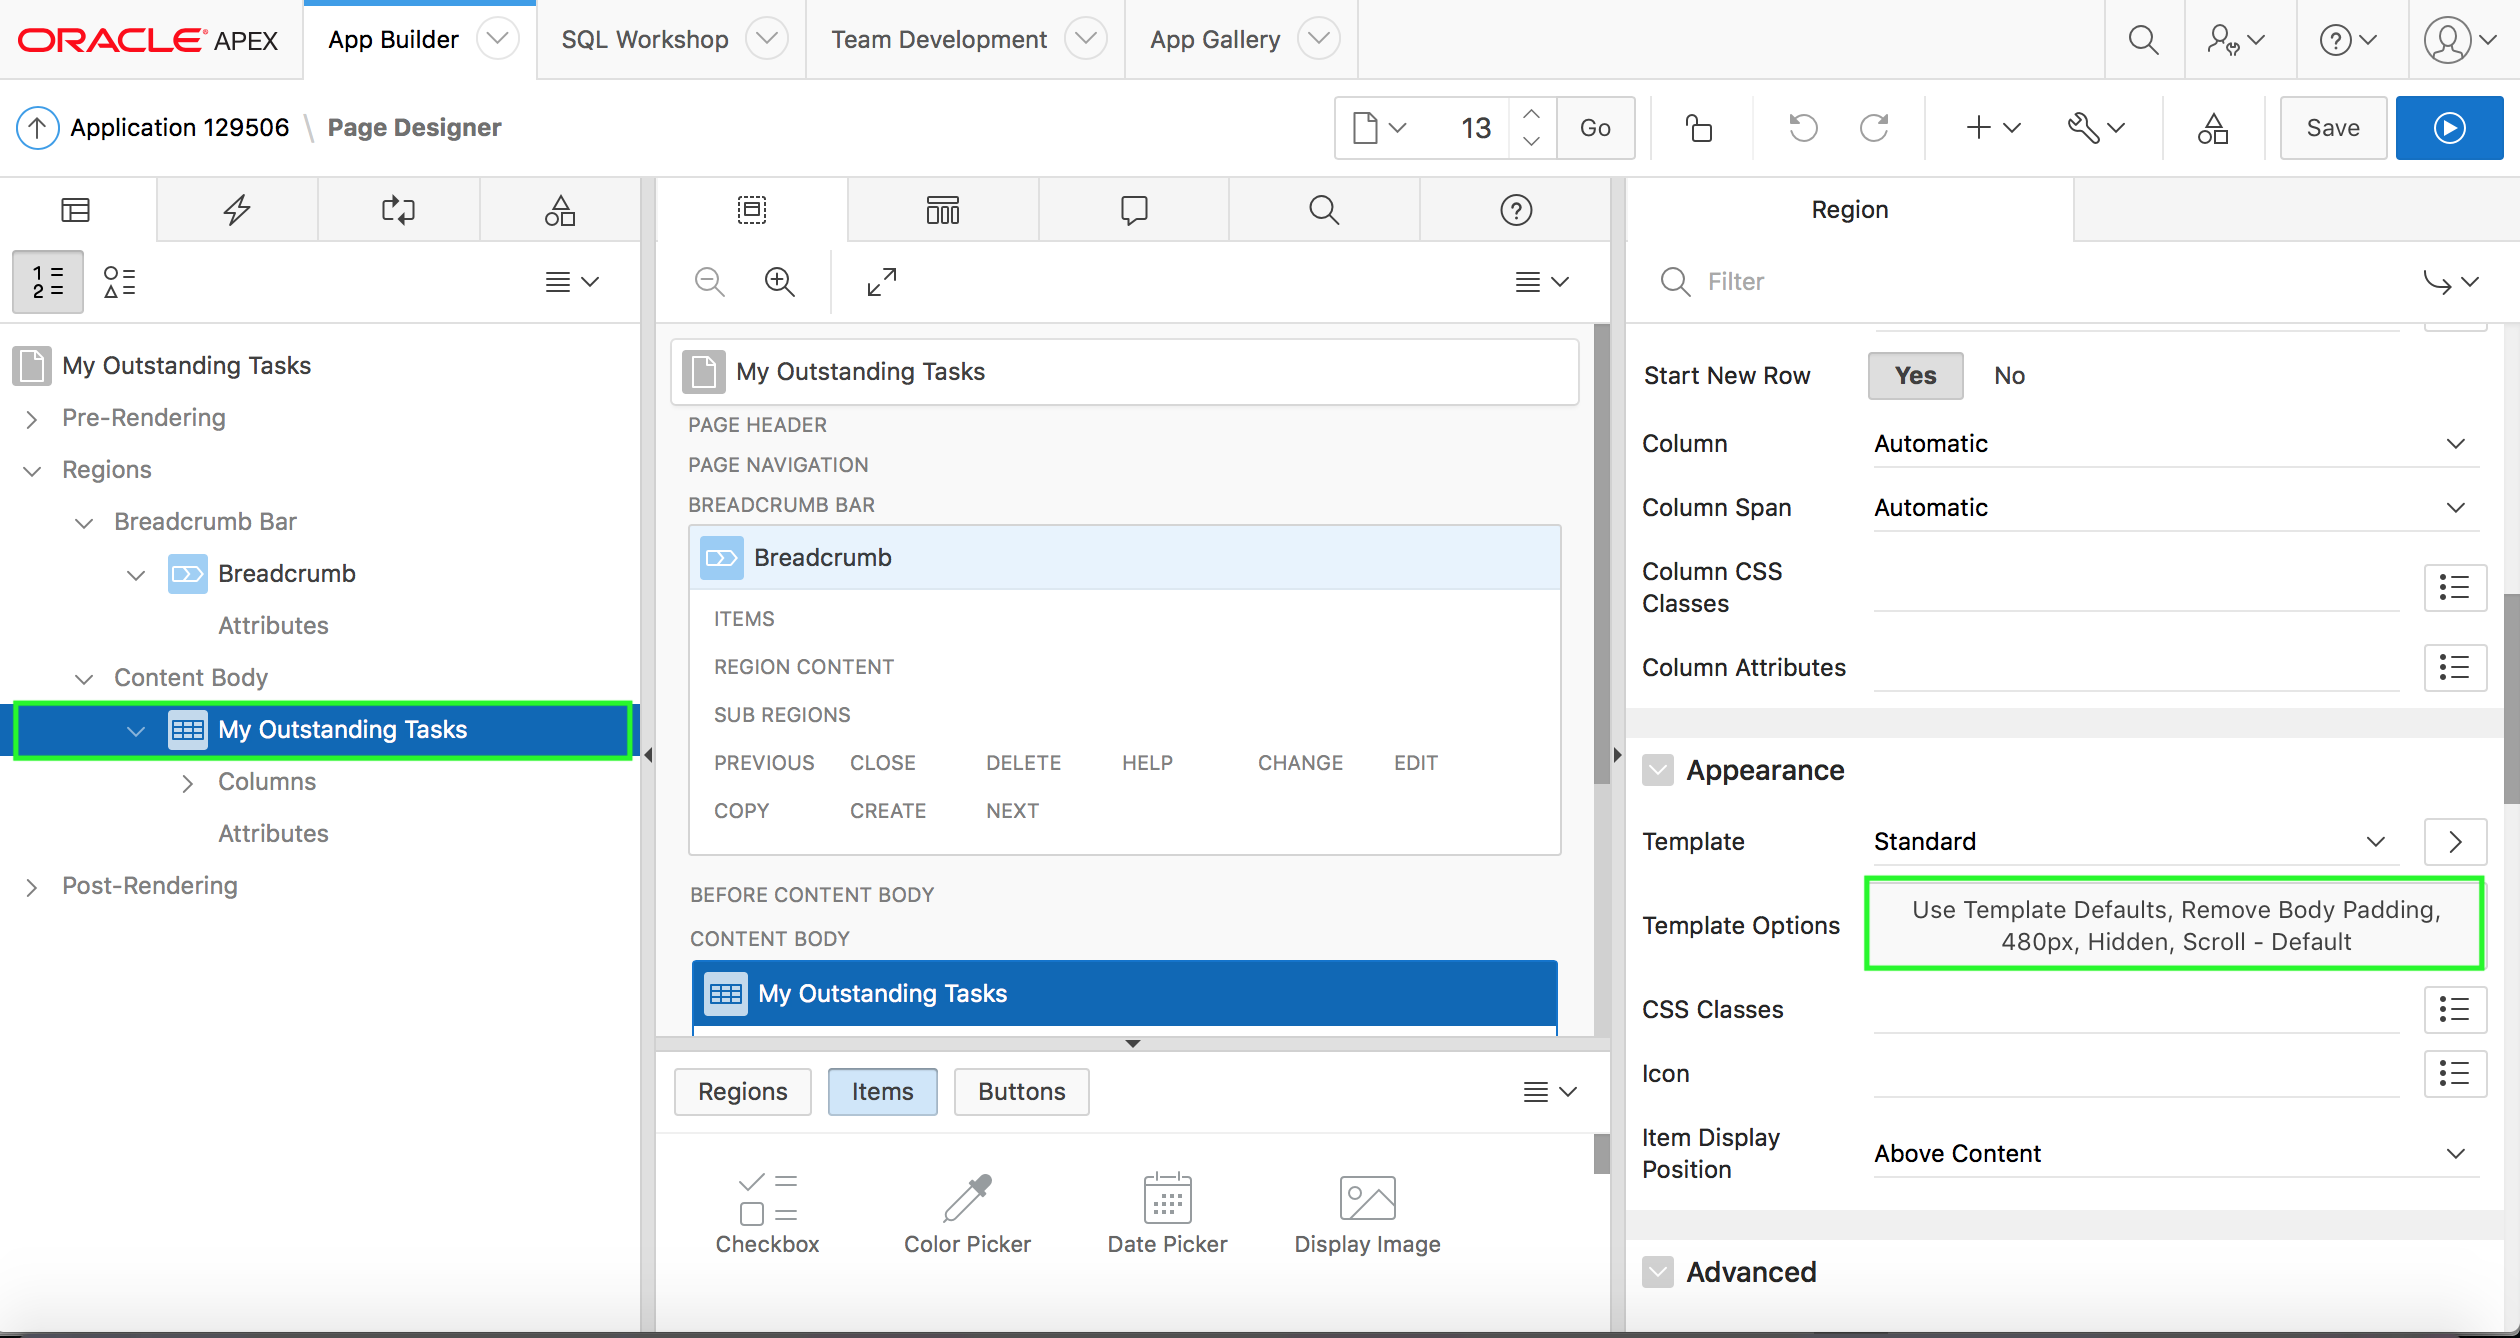 ORACLE APEX
App Builder
SQL Workshop
Team Development
App Gallery
Application 129506 \ Page Designer
13
Go
Save
1
2
My Outstanding Tasks
Pre-Rendering
Regions
Breadcrumb Bar
Breadcrumb
Attributes
Content Body
My Outstanding Tasks
Columns
Attributes
Post-Rendering
My Outstanding Tasks
PAGE HEADER
PAGE NAVIGATION
BREADCRUMB BAR
Breadcrumb
ITEMS
REGION CONTENT
SUB REGIONS
PREVIOUS CLOSE DELETE HELP CHANGE EDIT
COPY CREATE NEXT
BEFORE CONTENT BODY
CONTENT BODY
My Outstanding Tasks
Regions Items Buttons
Checkbox Color Picker Date Picker Display Image
Region
Filter
Start New Row Yes No
Column Automatic
Column Span Automatic
Column CSS
Classes
Column Attributes
Appearance
Template Standard
Template Options Use Template Defaults, Remove Body Padding,
480px, Hidden, Scroll - Default
CSS Classes
Icon
Item Display
Position
Above Content
Advanced